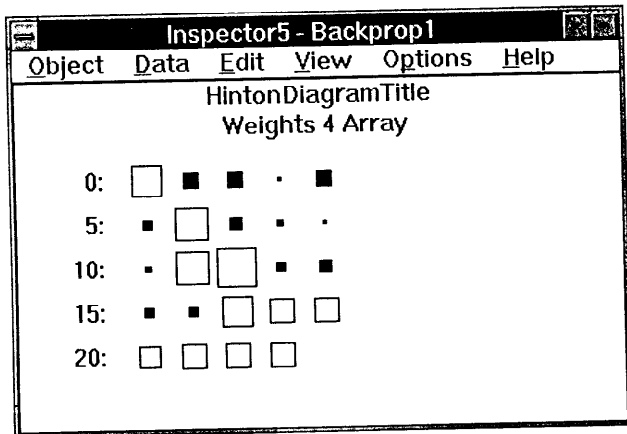 Inspector5 - Backprop1
Object Data Edit View Options Help
HintonDiagramTitle
Weights 4 Array
0:
5:
10:
15:
20: